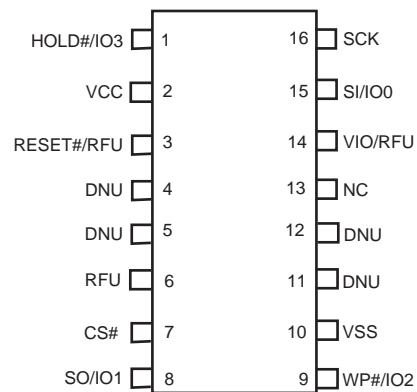 HOLD#/IO3 1 16 SCK
VCC 2 15 SI/IO0
RESET#/RFU 3 14 VIO/RFU
DNU 4 13 NC
DNU 5 12 DNU
RFU 6 11 DNU
CS# 7 10 VSS
SO/IO1 8 9 WP#/IO2